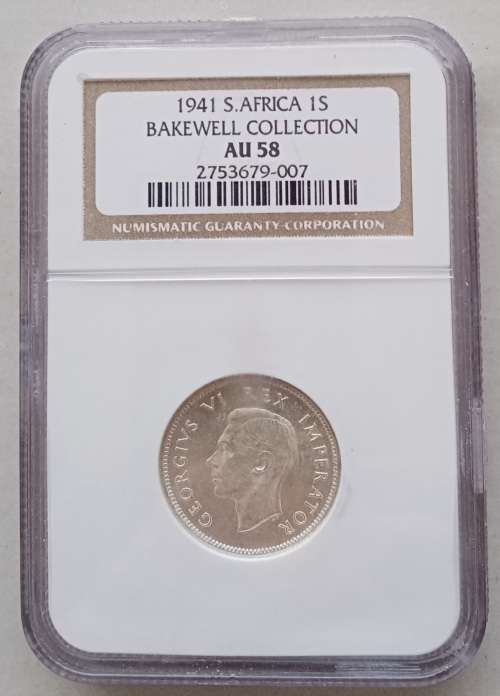 1941 S.AFRICA 1S
BAKEWELL COLLECTION
AU 58
2753679-007
NUMISMATIC GUARANTY CORPORATION
GEORGIVS VI REX IMPERATOR